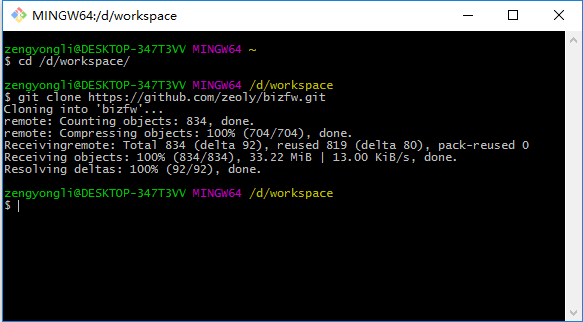 MINGW64:/d/workspace
zengyongli@DESKTOP-347T3VV MINGW64 ~
$ cd /d/workspace/
zengyongli@DESKTOP-347T3VV MINGW64 /d/workspace
$ git clone https://github.com/zeoly/bizfw.git
Cloning into 'bizfw'...
remote: Counting objects: 834, done.
remote: Compressing objects: 100% (704/704), done.
Receivingremote: Total 834 (delta 92), reused 819 (delta 80), pack-reused 0
Receiving objects: 100% (834/834), 33.22 MiB | 13.00 KiB/s, done.
Resolving deltas: 100% (92/92), done.
zengyongli@DESKTOP-347T3VV MINGW64 /d/workspace
$